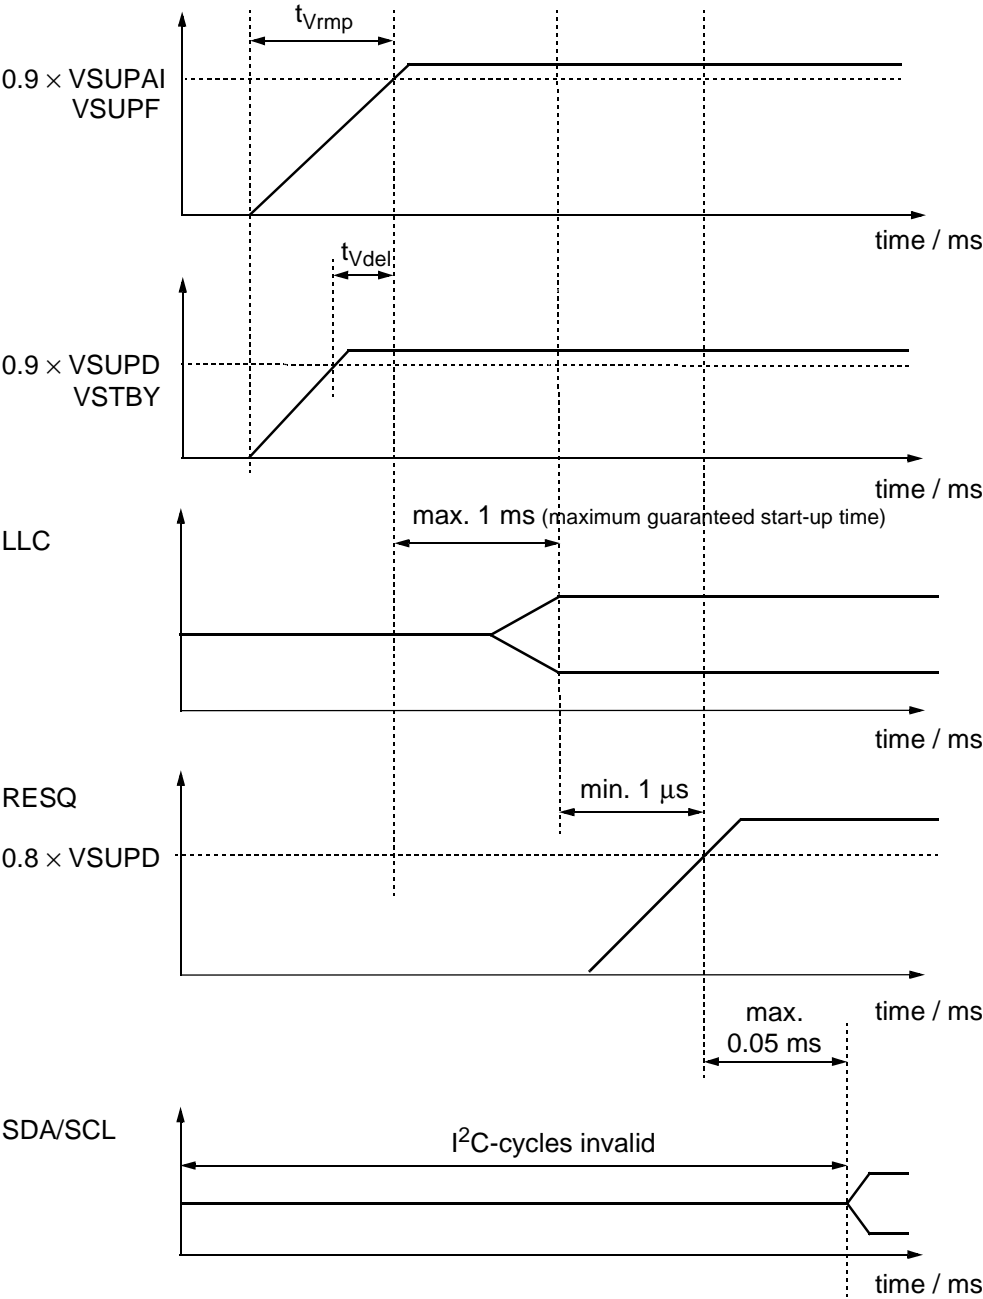 tVrmp
0.9 × VSUPAI
VSUPF
time / ms
tVdel
0.9 × VSUPD
VSTBY
time / ms
max. 1 ms (maximum guaranteed start-up time)
LLC
time / ms
RESQ
min. 1 μs
0.8 × VSUPD
time / ms
max.
0.05 ms
SDA/SCL
I²C-cycles invalid
time / ms